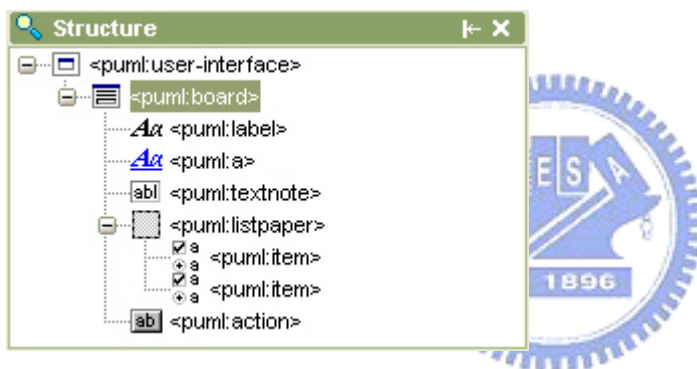 Structure
<puml:user-interface>
<puml:board>
Aa <puml:label>
Aa <puml:a>
abl <puml:textnote>
<puml:listpaper>
a
a <puml:item>
a
a <puml:item>
ab <puml:action>
ES
A
1896